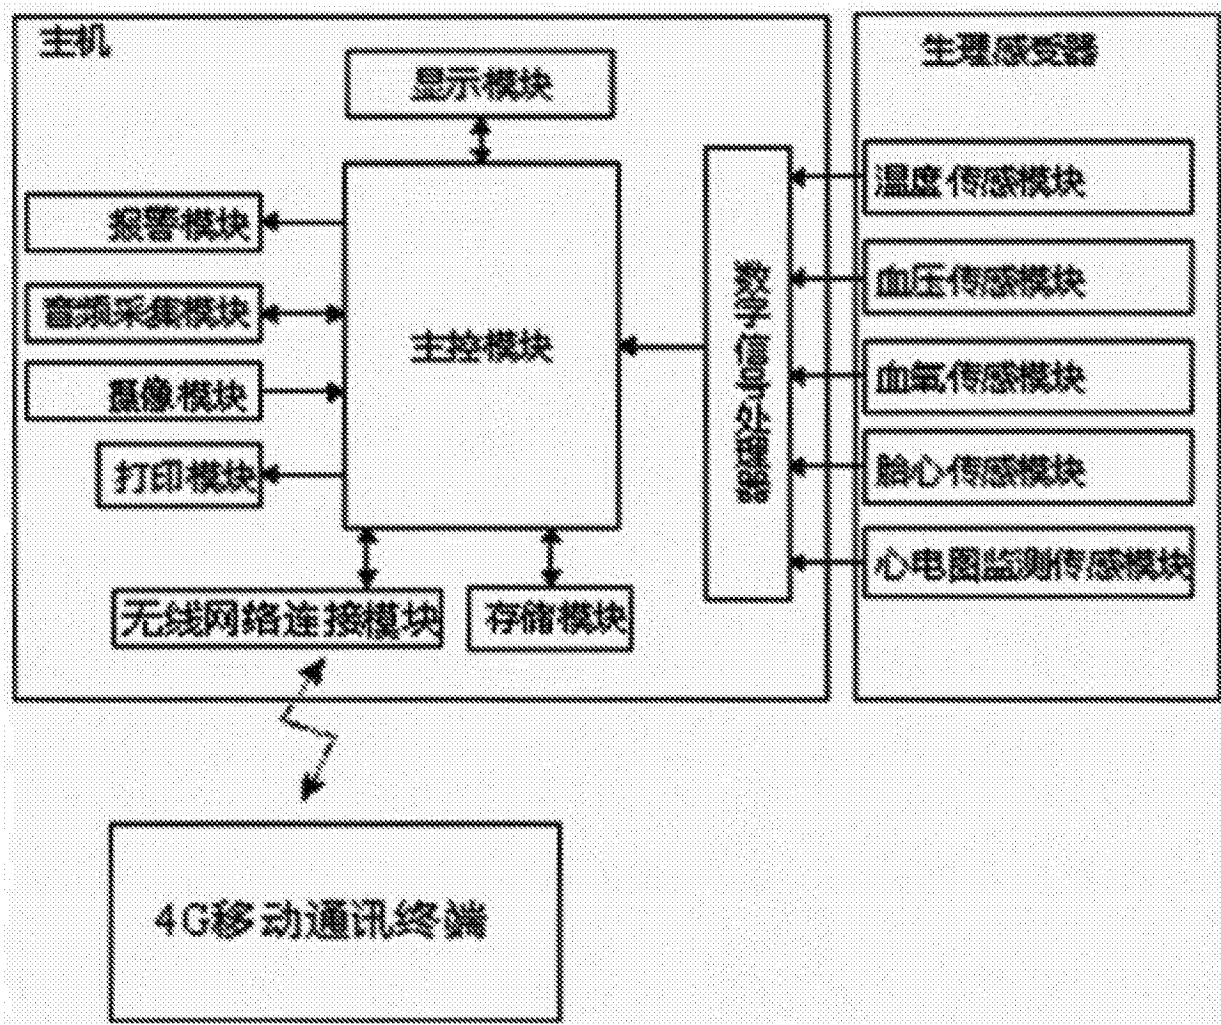 主机
生理感受器
显示模块
温度传感模块
报警模块
血压传感模块
音频采集模块
主控模块
数字信号处理器
血氧传感模块
摄像模块
胎心传感模块
打印模块
心电图监测传感模块
无线网络连接模块
存储模块
4G移动通讯终端